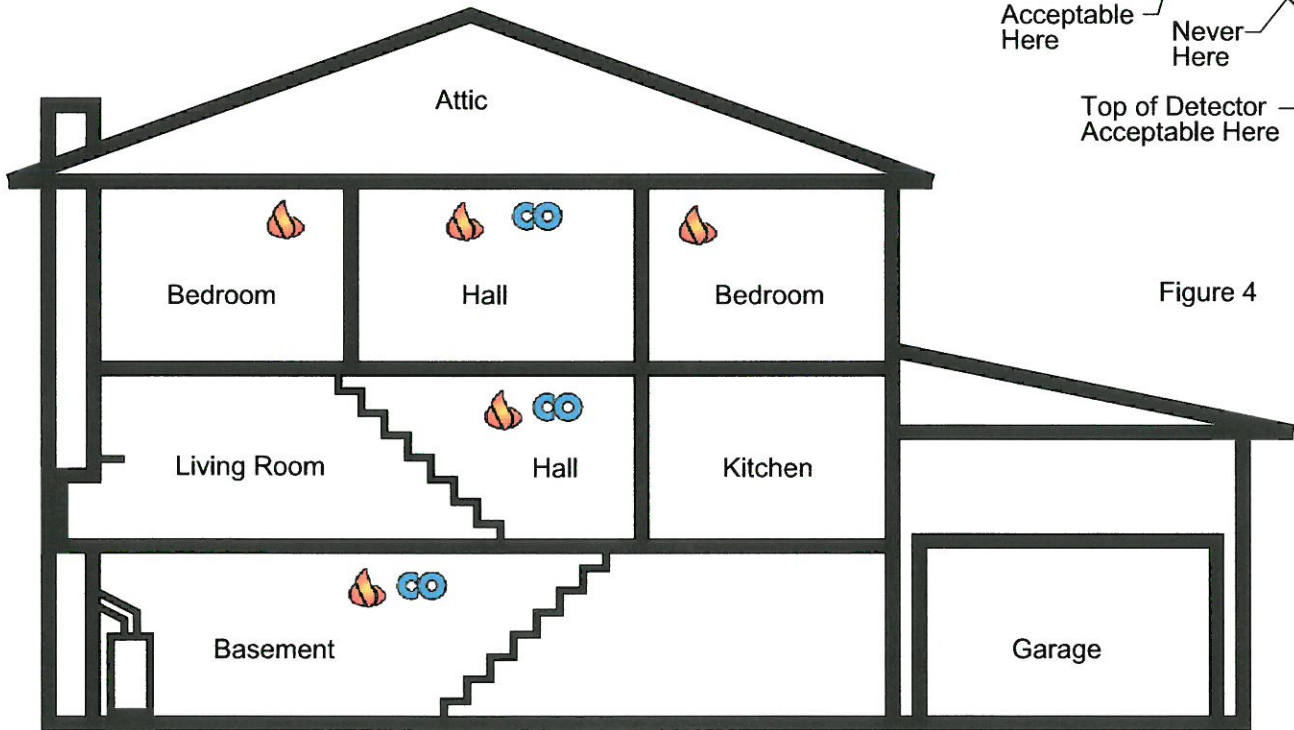 Acceptable
Here
Never
Here
Top of Detector
Acceptable Here
Attic
CO
Bedroom
Hall
Bedroom
Figure 4
CO
Living Room
Hall
Kitchen
CO
Basement
Garage